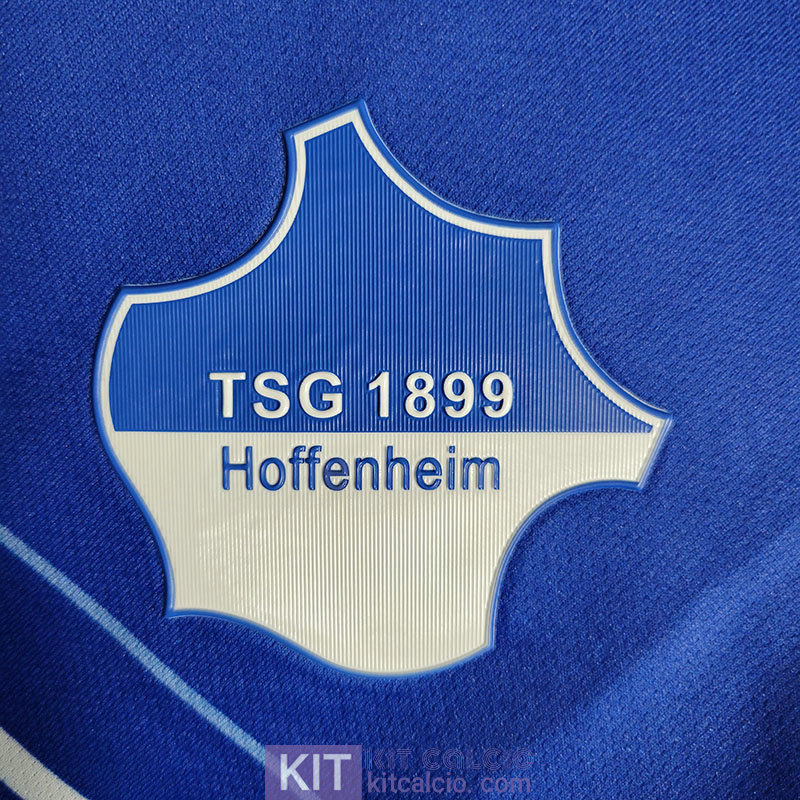 TSG 1899
Hoffenheim
KIT KIT CALCIO
kitcalcio.com